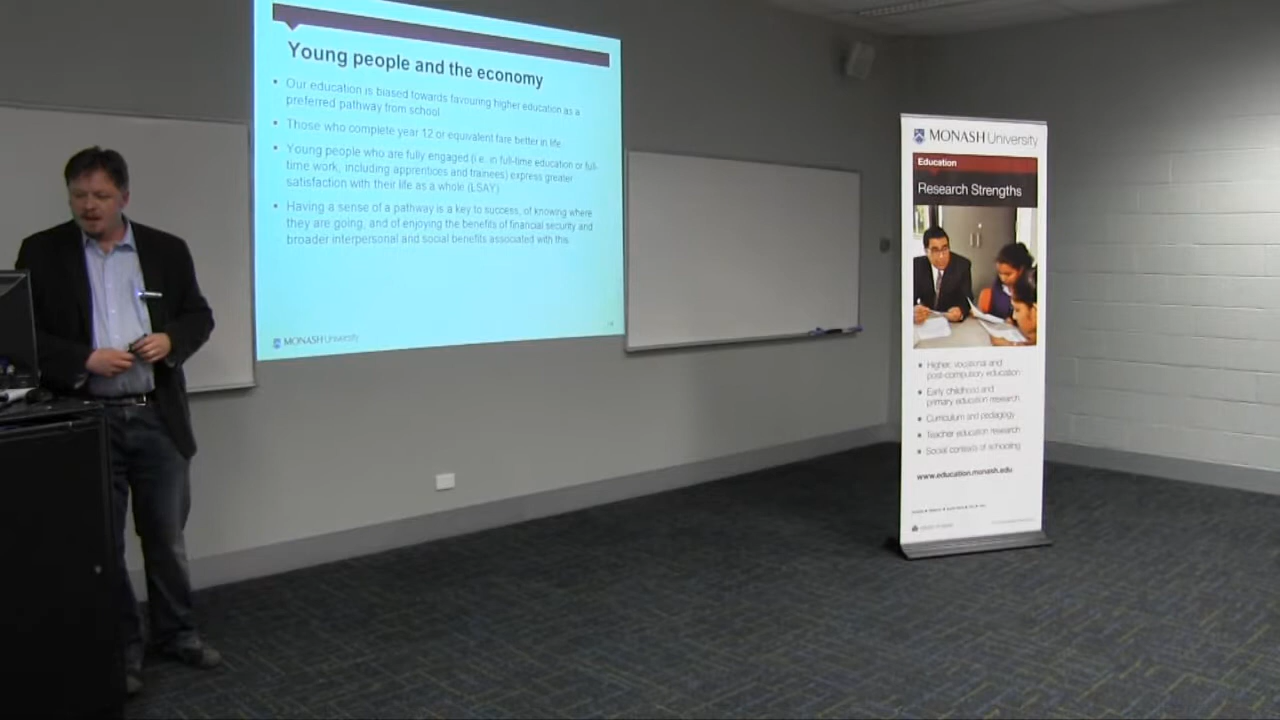 Young people and the economy
• Our education is biased towards favouring higher education as a
preferred pathway from school
• Those who complete year 12 or equivalent fare better in life
• Young people who are fully engaged (i.e. in full-time education or full-
time work, including apprentices and trainees) express greater
satisfaction with their life as a whole (LSAY)
• Having a sense of a pathway is a key to success, of knowing where
they are going, and of enjoying the benefits of financial security and
broader interpersonal and social benefits associated with this.
MONASH University
MONASH University
Education
Research Strengths
• Higher, vocational and
post-compulsory education
• Early childhood and
primary education research
• Curriculum and pedagogy
• Teacher education research
• Social contexts of schooling
www.education.monash.edu